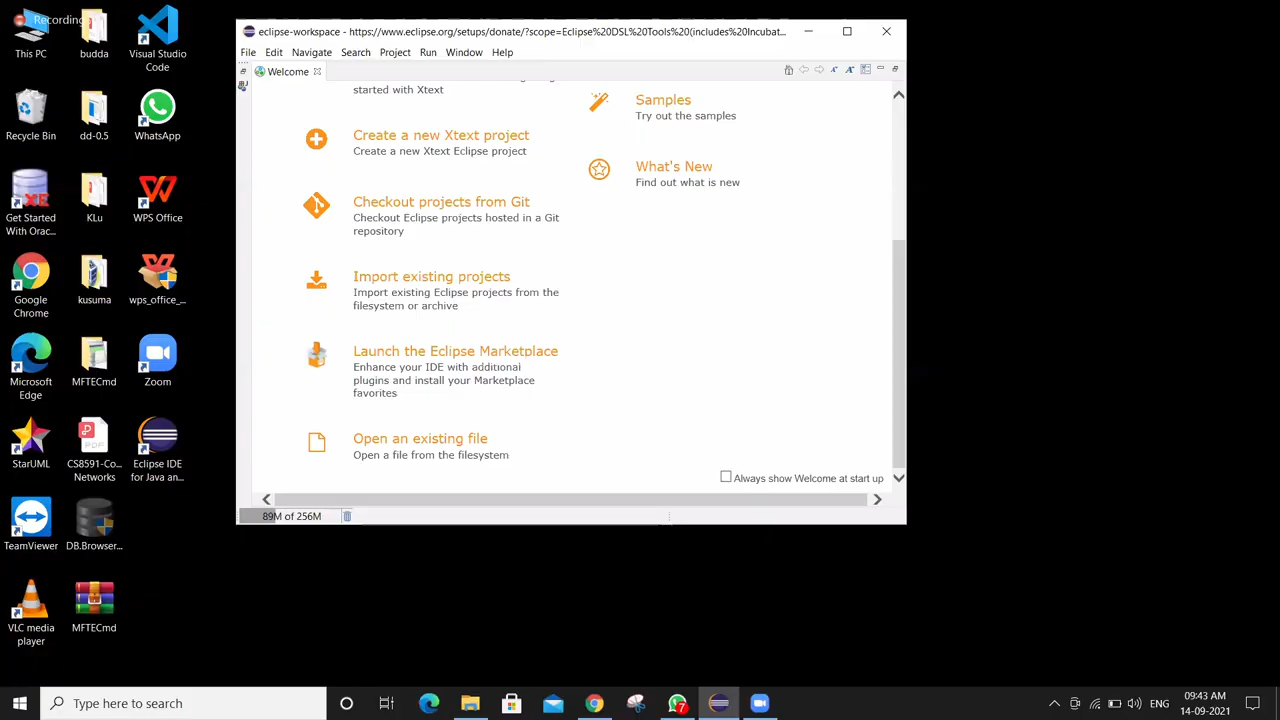 Recording
This PC
budda
Visual Studio
Code
Recycle Bin
dd-0.5
WhatsApp
Get Started
With Orac...
KLu
WPS Office
Google
Chrome
kusuma
wps_office_...
Microsoft
Edge
MFTECmd
Zoom
StarUML
CS8591-Co...
Networks
Eclipse IDE
for Java an...
TeamViewer
DB.Browser...
VLC media
player
MFTECmd
eclipse-workspace - https://www.eclipse.org/setups/donate/?scope=Eclipse%20DSL%20Tools%20(includes%20Incubat...
File Edit Navigate Search Project Run Window Help
Welcome
started with Xtext
Create a new Xtext project
Create a new Xtext Eclipse project
Checkout projects from Git
Checkout Eclipse projects hosted in a Git
repository
Import existing projects
Import existing Eclipse projects from the
filesystem or archive
Launch the Eclipse Marketplace
Enhance your IDE with additional
plugins and install your Marketplace
favorites
Open an existing file
Open a file from the filesystem
Samples
Try out the samples
What's New
Find out what is new
Always show Welcome at start up
89M of 256M
Type here to search
7
ENG
09:43 AM
14-09-2021